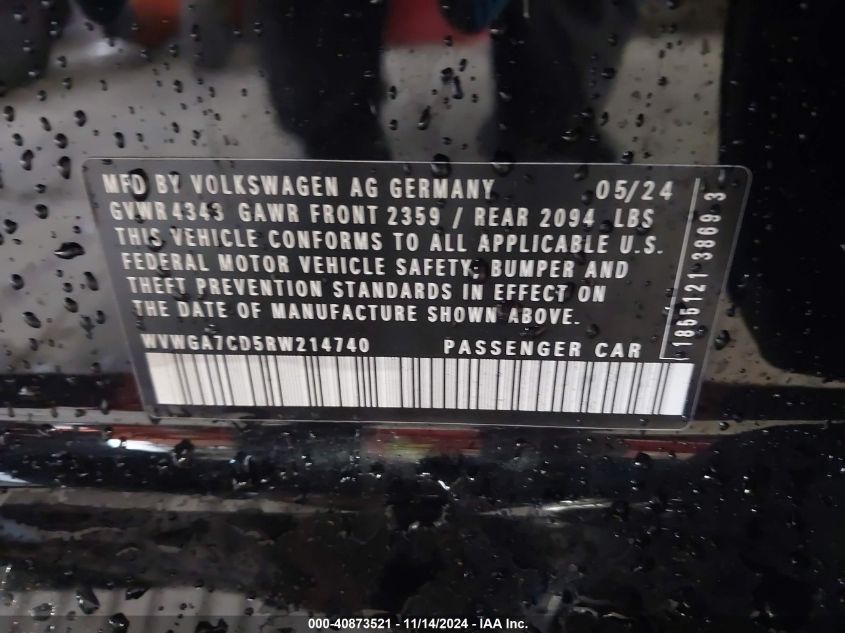 MFD BY VOLKSWAGEN AG GERMANY 05/24
GVWR 4343 GAWR FRONT 2359 / REAR 2094 LBS
THIS VEHICLE CONFORMS TO ALL APPLICABLE U.S.
FEDERAL MOTOR VEHICLE SAFETY, BUMPER AND
THEFT PREVENTION STANDARDS IN EFFECT ON
THE DATE OF MANUFACTURE SHOWN ABOVE.
WVWGA7CD5RW214740 PASSENGER CAR
1855121 3869 3
000-40873521 - 11/14/2024 - IAA Inc.